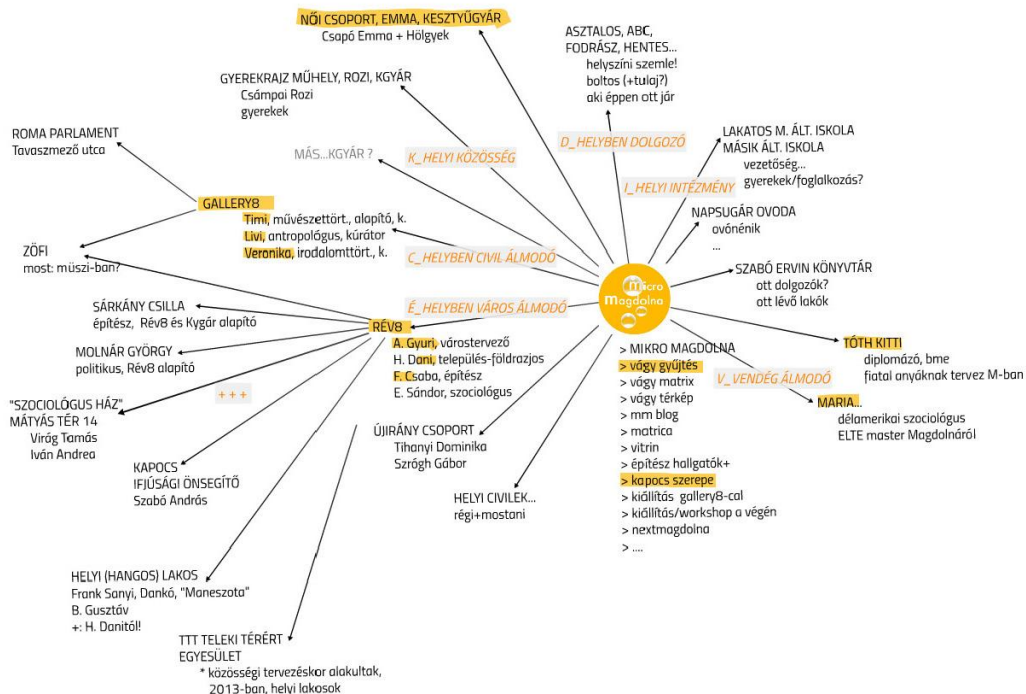 NŐI CSOPORT, EMMA, KESZTYŰGYÁR
Csapó Emma + Hölgyek
ASZTALOS, ABC,
FODRÁSZ, HENTES...
helyszíni szemle!
boltos (+tulaj?)
aki éppen ott jár
GYEREKRAJZ MŰHELY, ROZI, KGYÁR
Csámpai Rozi
gyerekek
ROMA PARLAMENT
Tavaszmező utca
MÁS...KGYÁR ?
K_HELYI KÖZÖSSÉG
D_HELYBEN DOLGOZÓ
LAKATOS M. ÁLT. ISKOLA
MÁSIK ÁLT. ISKOLA
vezetőség...
gyerekek/foglalkozás?
I_HELYI INTÉZMÉNY
GALLERY8
Timi, művészettört., alapító, k.
Livi, antropológus, kúrátor
Veronika, irodalomttört., k.
NAPSUGÁR OVODA
ovónénik
...
ZÖFI
most: müszi-ban?
C_HELYBEN CIVIL ÁLMODÓ
SZABÓ ERVIN KÖNYVTÁR
ott dolgozók?
ott lévő lakók
micro
magdolna
É_HELYBEN VÁROS ÁLMODÓ
SÁRKÁNY CSILLA
építész, Rév8 és Kygár alapító
RÉV8
A. Gyuri, várostervező
H. Dani, település-földrazjos
F. Csaba, építész
E. Sándor, szociológus
MOLNÁR GYÖRGY
politikus, Rév8 alapító
+ + +
"SZOCIOLÓGUS HÁZ"
MÁTYÁS TÉR 14
Virág Tamás
Iván Andrea
> MIKRO MAGDOLNA
> vágy gyűjtés
> vágy matrix
> vágy térkép
> mm blog
> matrica
> vitrin
> építész hallgatók+
> kapocs szerepe
> kiállítás gallery8-cal
> kiállítás/workshop a végén
> nextmagdolna
> ....
TÓTH KITTI
diplomázó, bme
fiatal anyáknak tervez M-ban
V_VENDÉG ÁLMODÓ
MARIA...
délamerikai szociológus
ELTE master Magdolnáról
ÚJIRÁNY CSOPORT
Tihanyi Dominika
Szrógh Gábor
KAPOCS
IFJÚSÁGI ÖNSEGÍTŐ
Szabó András
HELYI CIVILEK...
régi+mostani
HELYI (HANGOS) LAKOS
Frank Sanyi, Dankó, "Maneszota"
B. Gusztáv
+: H. Danitól!
TTT TELEKI TÉRÉRT
EGYESÜLET
* közösségi tervezéskor alakultak,
2013-ban, helyi lakosok